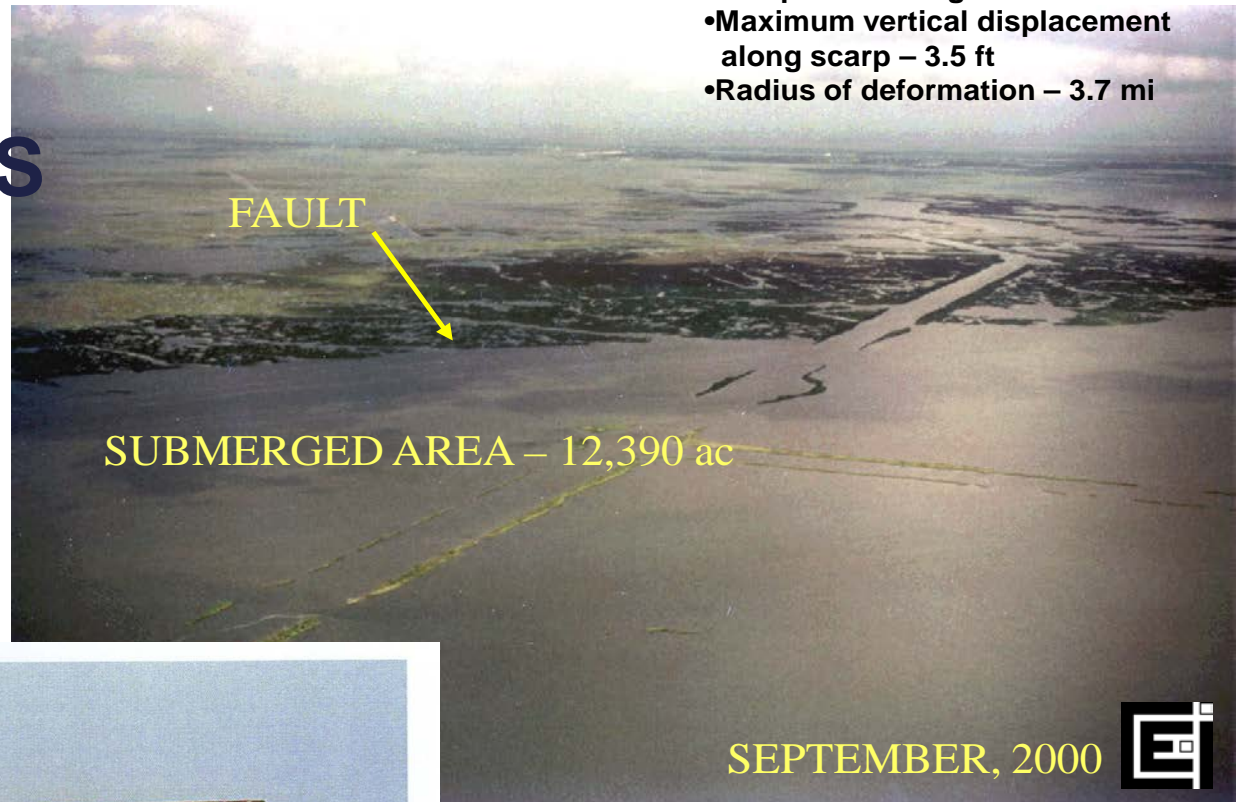 •Maximum vertical displacement
along scarp – 3.5 ft
•Radius of deformation – 3.7 mi
S
FAULT
SUBMERGED AREA – 12,390 ac
SEPTEMBER, 2000